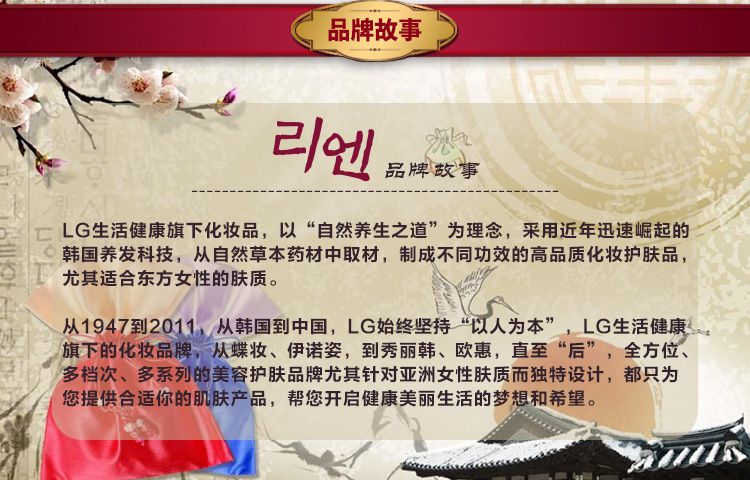 品牌故事
리엔 品牌故事
LG生活健康旗下化妆品，以“自然养生之道”为理念，采用近年迅速崛起的
韩国养发科技，从自然草本药材中取材，制成不同功效的高品质化妆护肤品，
尤其适合东方女性的肤质。
从1947到2011，从韩国到中国，LG始终坚持“以人为本”，LG生活健康
旗下的化妆品牌，从蝶妆、伊诺姿，到秀丽韩、欧惠，直至“后”，全方位、
多档次、多系列的美容护肤品牌尤其针对亚洲女性肤质而独特设计，都只为
您提供合适你的肌肤产品，帮您开启健康美丽生活的梦想和希望。